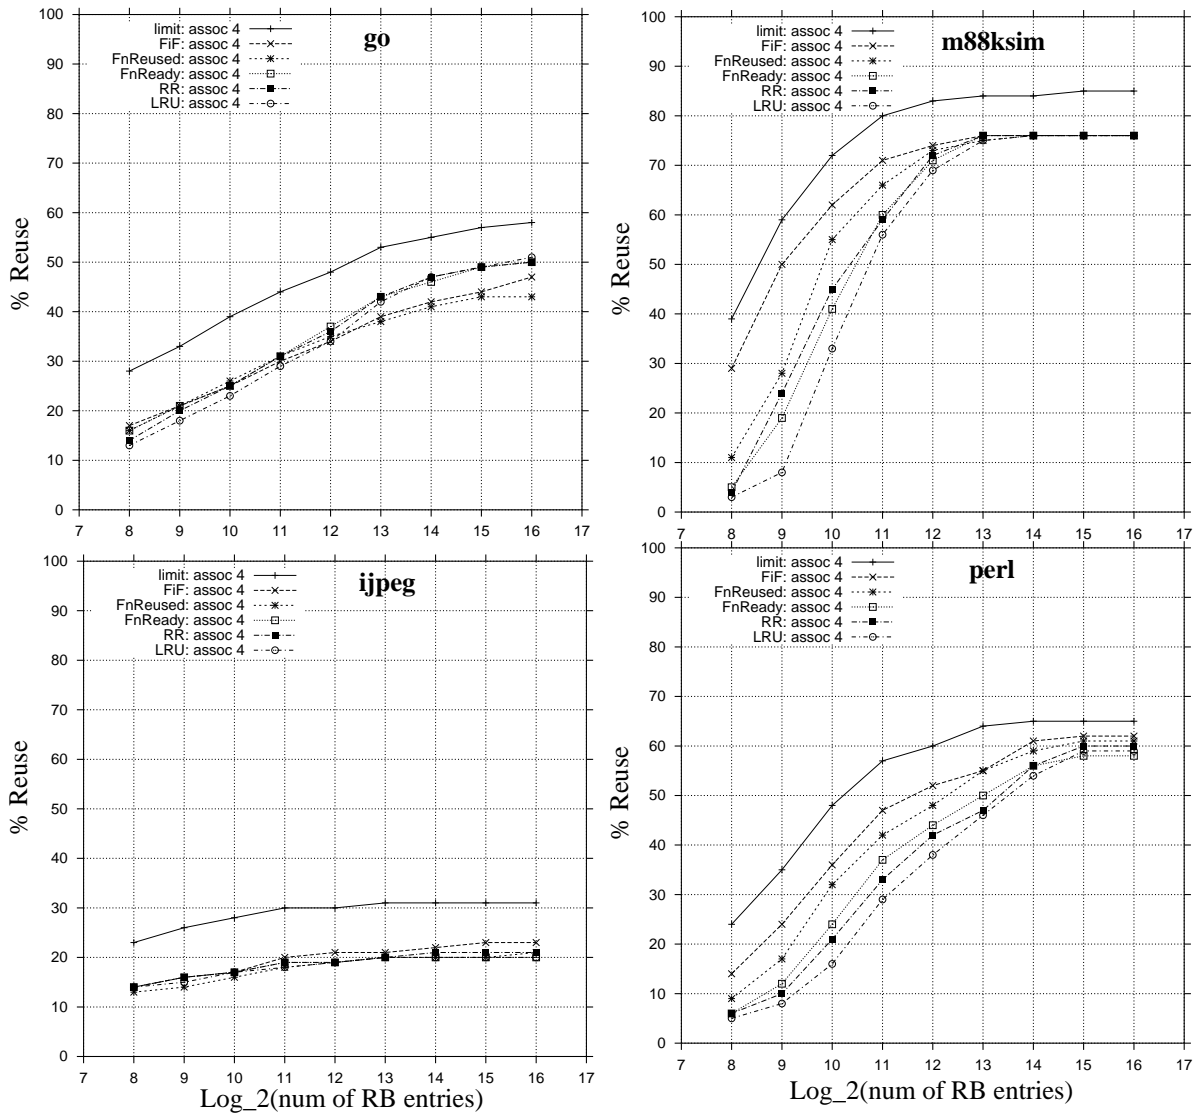 go
limit: assoc 4
FiF: assoc 4
FnReused: assoc 4
FnReady: assoc 4
RR: assoc 4
LRU: assoc 4
% Reuse
100
90
80
70
60
50
40
30
20
10
0
7 8 9 10 11 12 13 14 15 16 17
m88ksim
limit: assoc 4
FiF: assoc 4
FnReused: assoc 4
FnReady: assoc 4
RR: assoc 4
LRU: assoc 4
% Reuse
100
90
80
70
60
50
40
30
20
10
0
7 8 9 10 11 12 13 14 15 16 17
ijpeg
limit: assoc 4
FiF: assoc 4
FnReused: assoc 4
FnReady: assoc 4
RR: assoc 4
LRU: assoc 4
% Reuse
100
90
80
70
60
50
40
30
20
10
0
7 8 9 10 11 12 13 14 15 16 17
Log_2(num of RB entries)
perl
limit: assoc 4
FiF: assoc 4
FnReused: assoc 4
FnReady: assoc 4
RR: assoc 4
LRU: assoc 4
% Reuse
100
90
80
70
60
50
40
30
20
10
0
7 8 9 10 11 12 13 14 15 16 17
Log_2(num of RB entries)